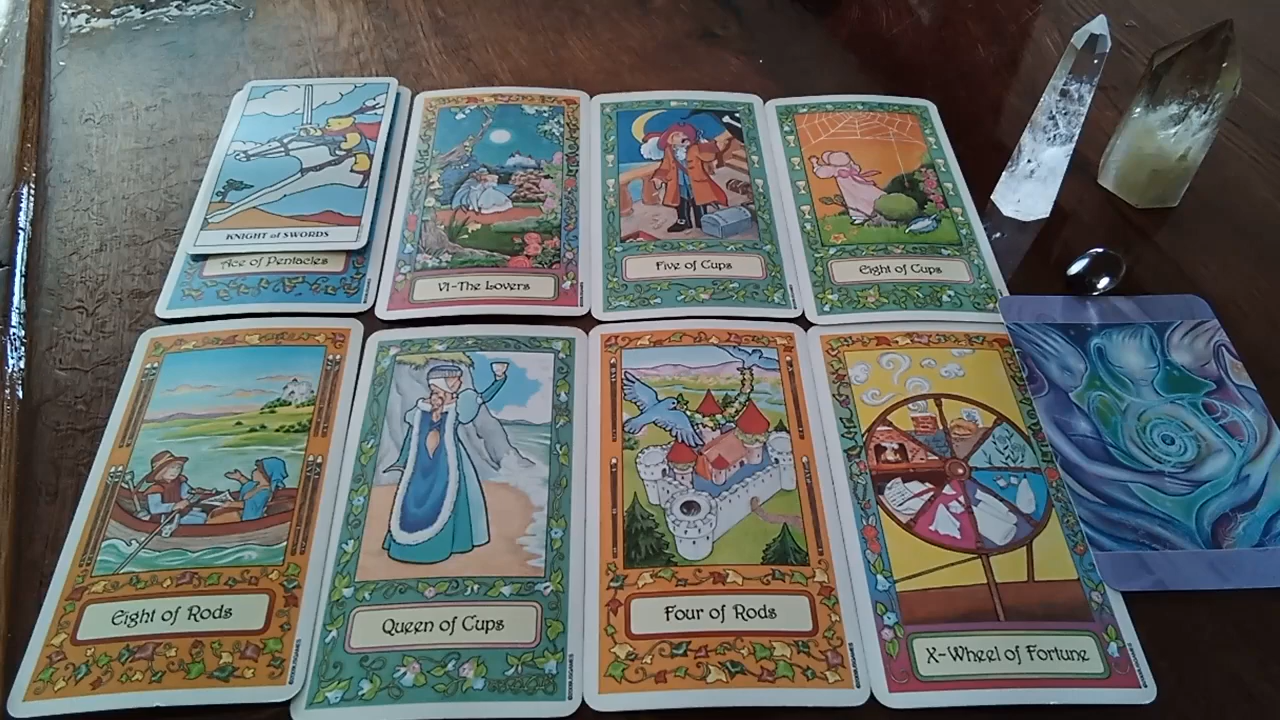 KNIGHT of SWORDS
Ace of Pentacles
VI-The Lovers
Five of Cups
Eight of Cups
Eight of Rods
Queen of Cups
Four of Rods
X-Wheel of Fortune